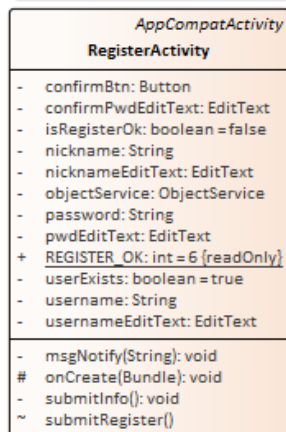 AppCompatActivity
RegisterActivity
- confirmBtn: Button
- confirmPwdEditText: EditText
- isRegisterOk: boolean = false
- nickname: String
- nicknameEditText: EditText
- objectService: ObjectService
- password: String
- pwdEditText: EditText
+ REGISTER_OK: int = 6 {readOnly}
- userExists: boolean = true
- username: String
- usernameEditText: EditText
- msgNotify(String): void
# onCreate(Bundle): void
- submitInfo(): void
~ submitRegister()